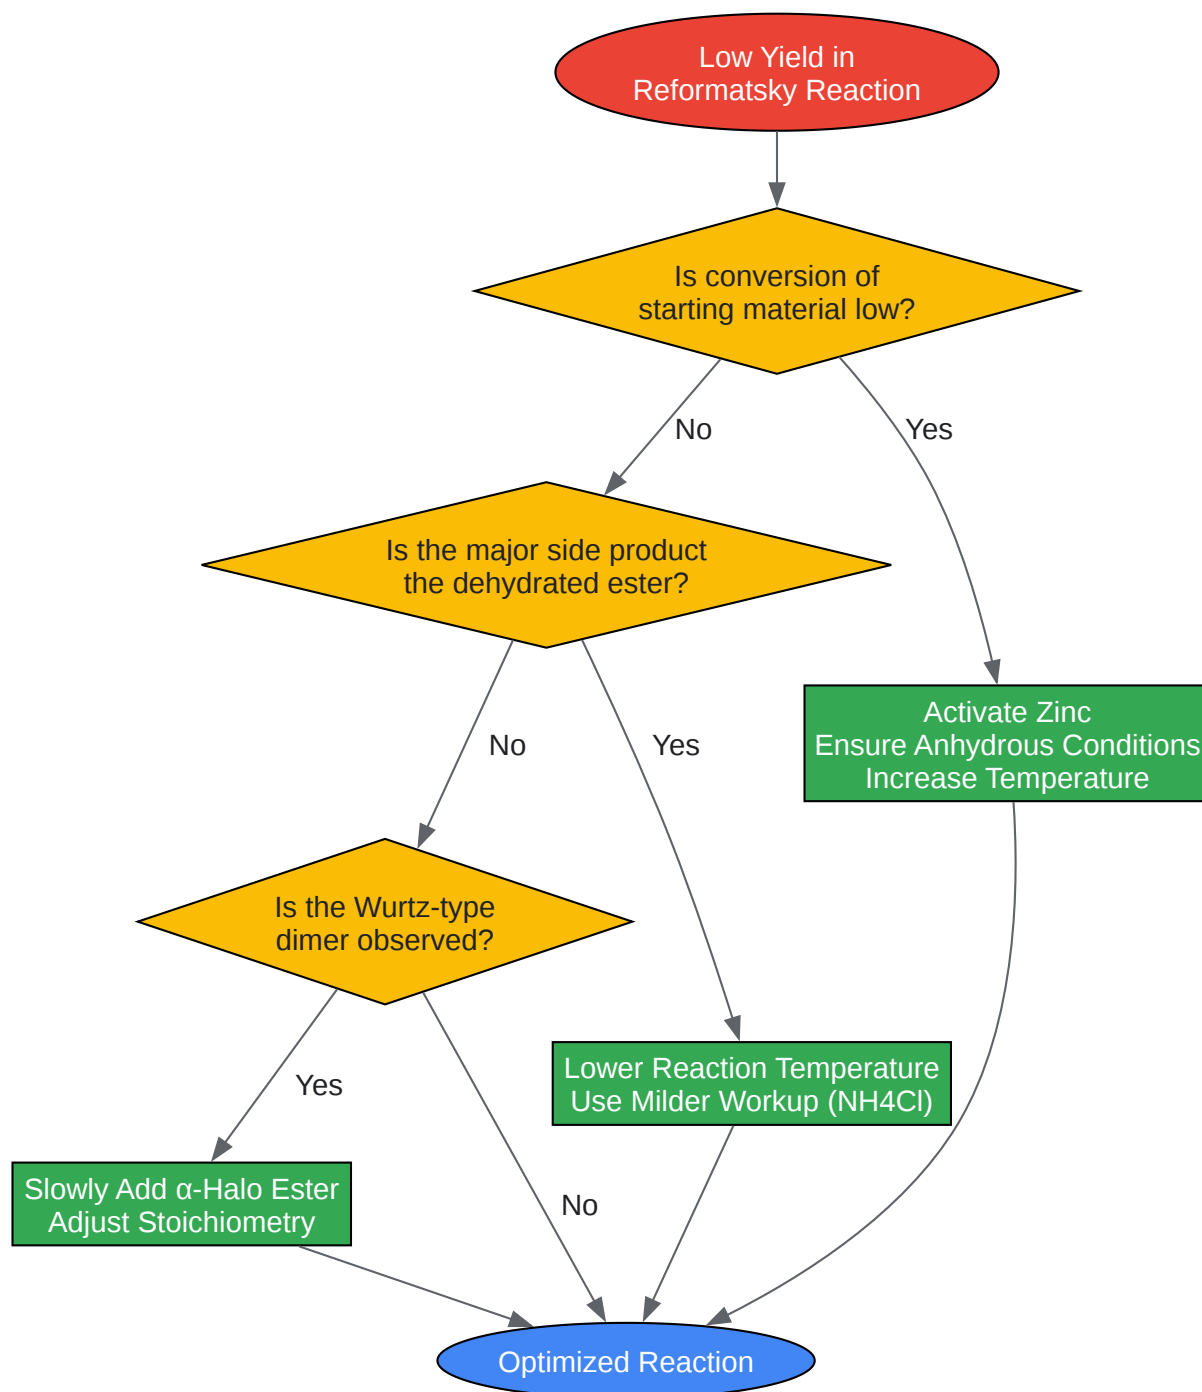 Low Yield in
Reformatsky Reaction
Is conversion of
starting material low?
No
Yes
Is the major side product
the dehydrated ester?
Activate Zinc
Ensure Anhydrous Conditions
Increase Temperature
No
Yes
Is the Wurtz-type
dimer observed?
Lower Reaction Temperature
Use Milder Workup (NH4Cl)
Yes
Slowly Add α-Halo Ester
Adjust Stoichiometry
No
Optimized Reaction